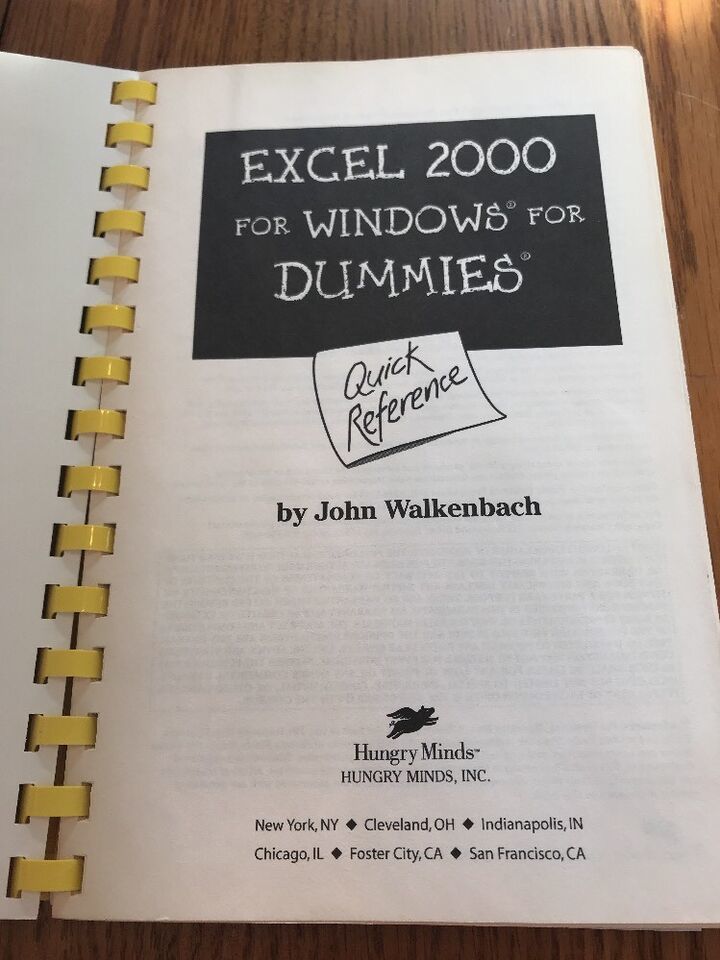 EXCEL 2000
FOR WINDOWS® FOR
DUMMIES®
Quick
Reference
by John Walkenbach
Hungry Minds™
HUNGRY MINDS, INC.
New York, NY ◆ Cleveland, OH ◆ Indianapolis, IN
Chicago, IL ◆ Foster City, CA ◆ San Francisco, CA